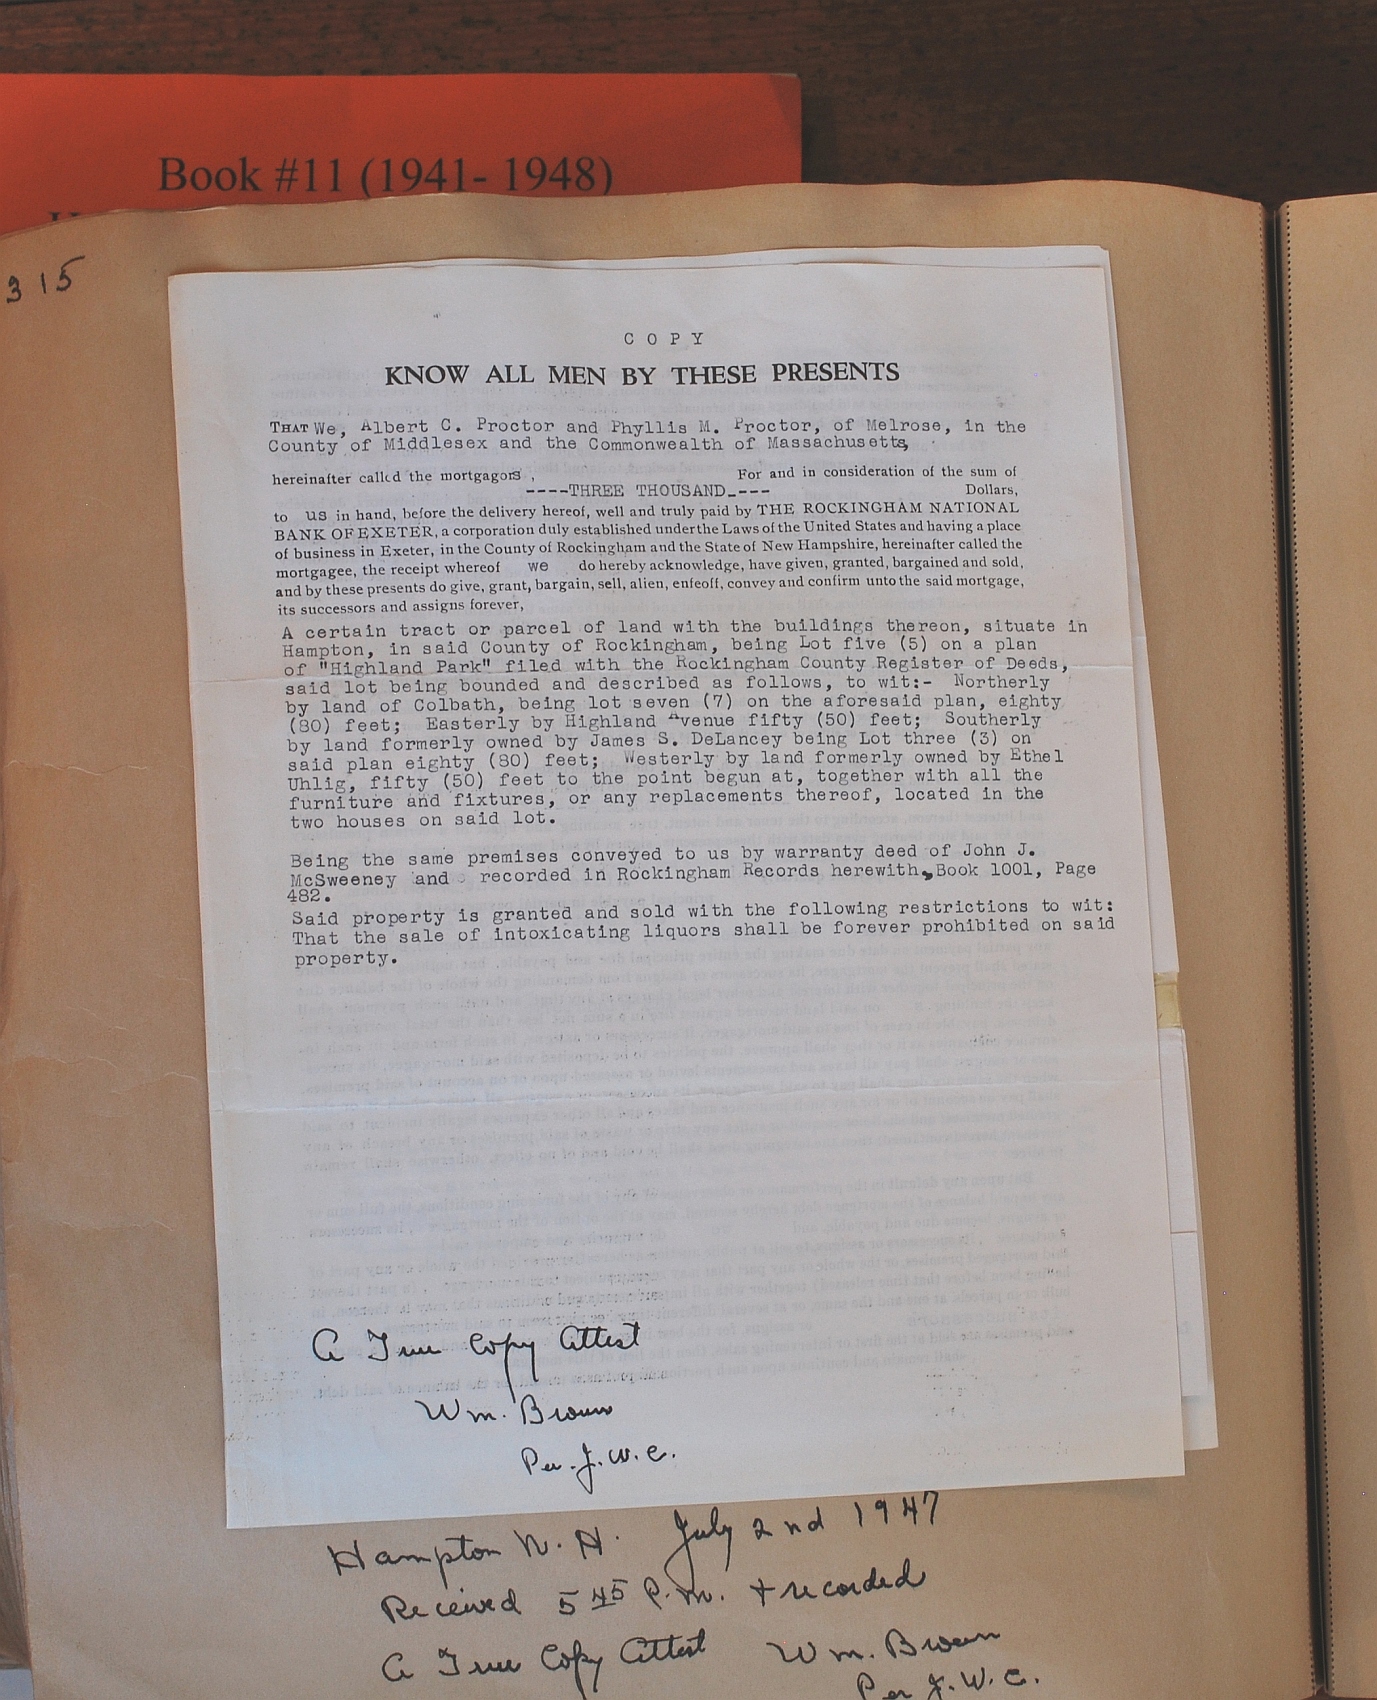 Book #11 (1941- 1948)
315
COPY
KNOW ALL MEN BY THESE PRESENTS
THAT We, Albert C. Proctor and Phyllis M. Proctor, of Melrose, in the
County of Middlesex and the Commonwealth of Massachusetts,
hereinafter called the mortgagors , For and in consideration of the sum of
----THREE THOUSAND_--- Dollars,
to us in hand, before the delivery hereof, well and truly paid by THE ROCKINGHAM NATIONAL
BANK OF EXETER, a corporation duly established under the Laws of the United States and having a place
of business in Exeter, in the County of Rockingham and the State of New Hampshire, hereinafter called the
mortgagee, the receipt whereof we do hereby acknowledge, have given, granted, bargained and sold,
and by these presents do give, grant, bargain, sell, alien, enfeoff, convey and confirm unto the said mortgage,
its successors and assigns forever,
A certain tract or parcel of land with the buildings thereon, situate in
Hampton, in said County of Rockingham, being Lot five (5) on a plan
of "Highland Park" filed with the Rockingham County Register of Deeds,
said lot being bounded and described as follows, to wit:- Northerly
by land of Colbath, being lot seven (7) on the aforesaid plan, eighty
(80) feet; Easterly by Highland Avenue fifty (50) feet; Southerly
by land formerly owned by James S. DeLancey being Lot three (3) on
said plan eighty (80) feet; Westerly by land formerly owned by Ethel
Uhlig, fifty (50) feet to the point begun at, together with all the
furniture and fixtures, or any replacements thereof, located in the
two houses on said lot.
Being the same premises conveyed to us by warranty deed of John J.
McSweeney and recorded in Rockingham Records herewith, Book 1001, Page
482.
Said property is granted and sold with the following restrictions to wit:
That the sale of intoxicating liquors shall be forever prohibited on said
property.
A True Copy Attest
Wm. Brown
Per. J.W.C.
Hampton N. H. July 2nd 1947
Received 5 45 P.M. + recorded
A True Copy Attest Wm. Brown
Per J.W.C.